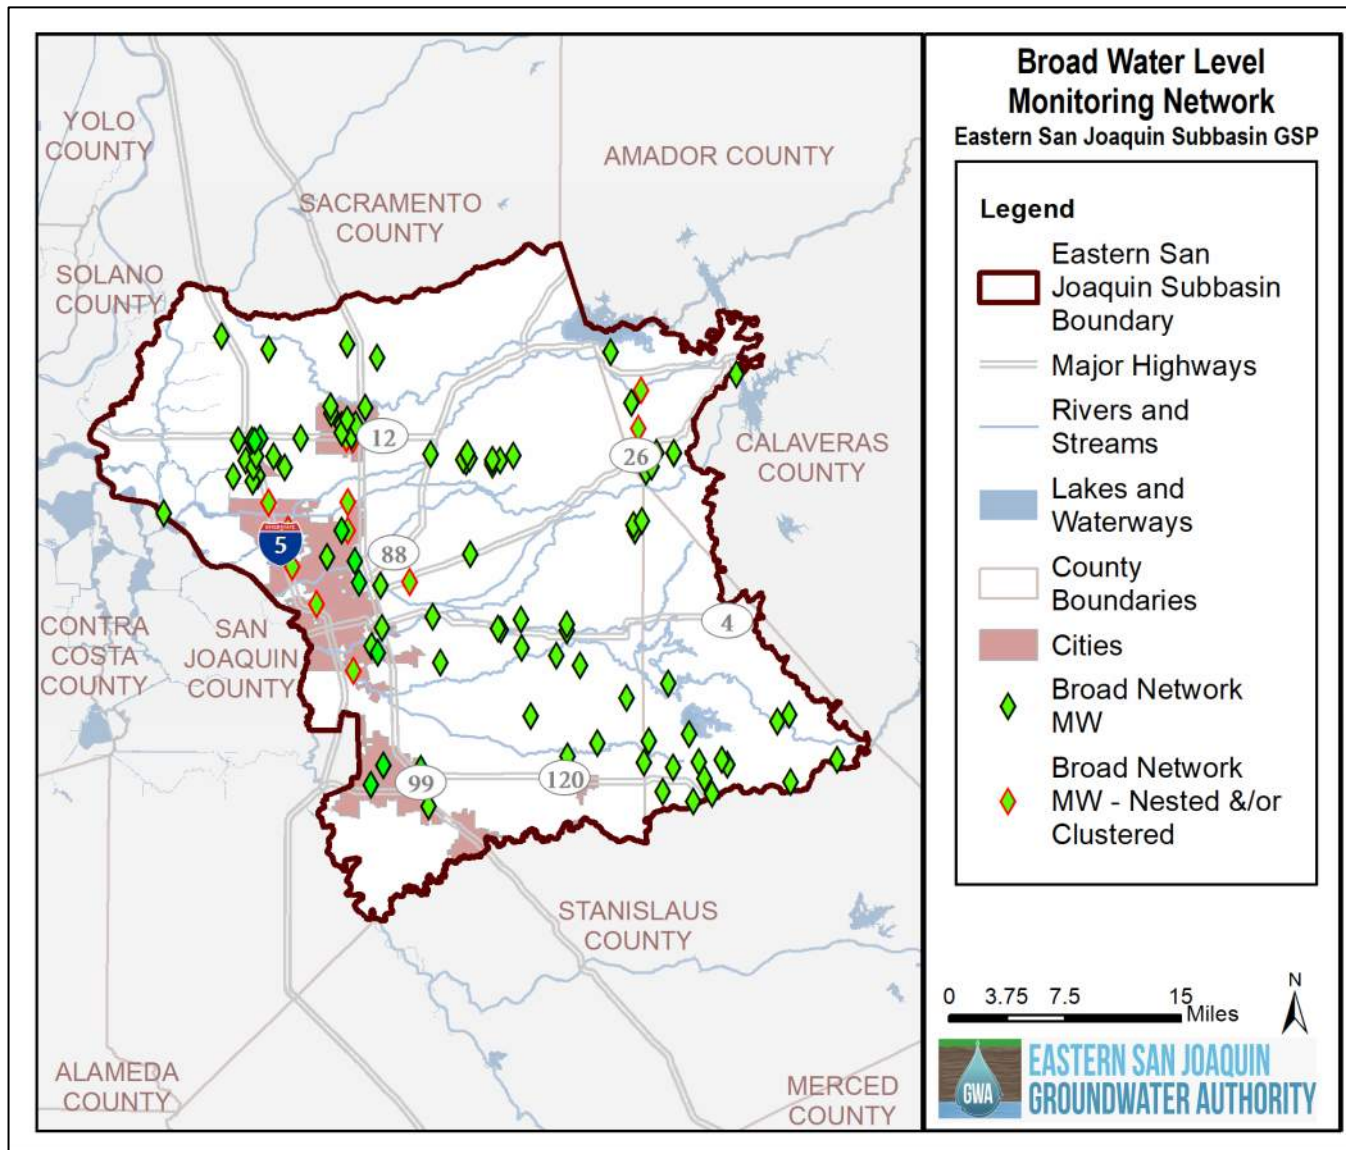 YOLO
COUNTY
AMADOR COUNTY
SACRAMENTO
COUNTY
SOLANO
COUNTY
12
CALAVERAS
COUNTY
26
INTERSTATE
5
88
CONTRA
COSTA
COUNTY
SAN
JOAQUIN
COUNTY
4
99
120
STANISLAUS
COUNTY
ALAMEDA
COUNTY
MERCED
COUNTY
Broad Water Level
Monitoring Network
Eastern San Joaquin Subbasin GSP
Legend
Eastern San
Joaquin Subbasin
Boundary
Major Highways
Rivers and
Streams
Lakes and
Waterways
County
Boundaries
Cities
Broad Network
MW
Broad Network
MW - Nested &/or
Clustered
0 3.75 7.5 15
Miles
N
GWA
EASTERN SAN JOAQUIN
GROUNDWATER AUTHORITY